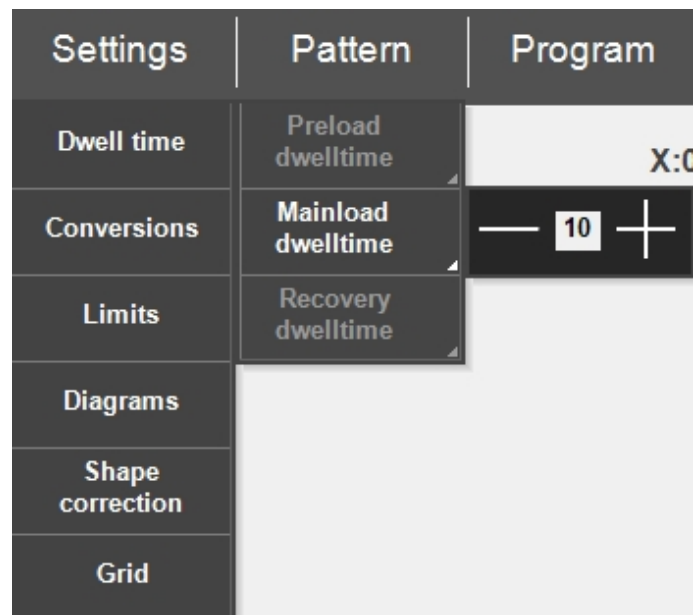 Settings
Pattern
Program
Dwell time
Preload
dwelltime
X:0
Conversions
Mainload
dwelltime
10
Limits
Recovery
dwelltime
Diagrams
Shape
correction
Grid